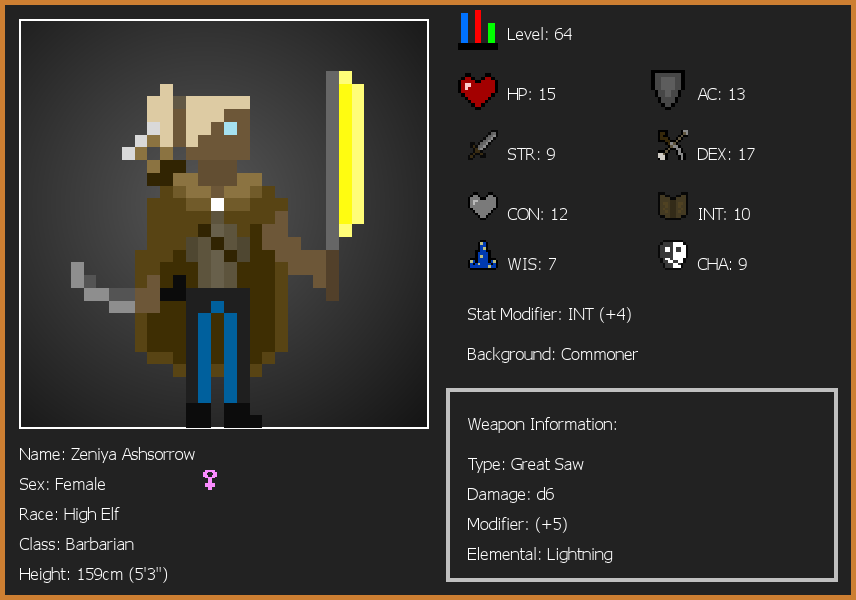 Level: 64
HP: 15
AC: 13
STR: 9
DEX: 17
CON: 12
INT: 10
WIS: 7
CHA: 9
Stat Modifier: INT (+4)
Background: Commoner
Weapon Information:
Type: Great Saw
Damage: d6
Modifier: (+5)
Elemental: Lightning
Name: Zeniya Ashsorrow
Sex: Female
Race: High Elf
Class: Barbarian
Height: 159cm (5'3")